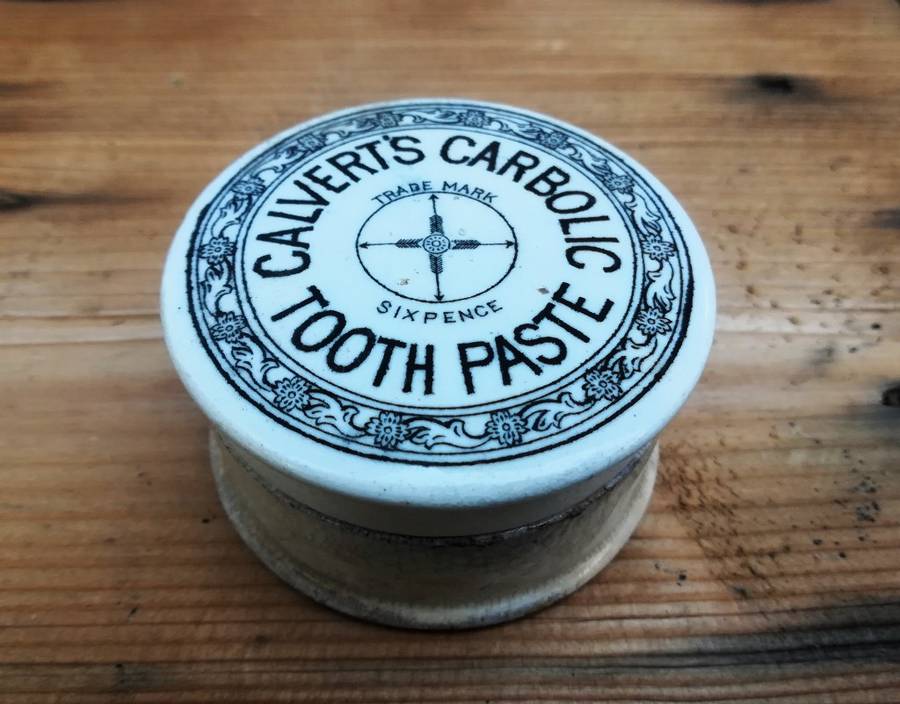 CALVERT'S CARBOLIC
TRADE MARK
SIXPENCE
TOOTH PASTE